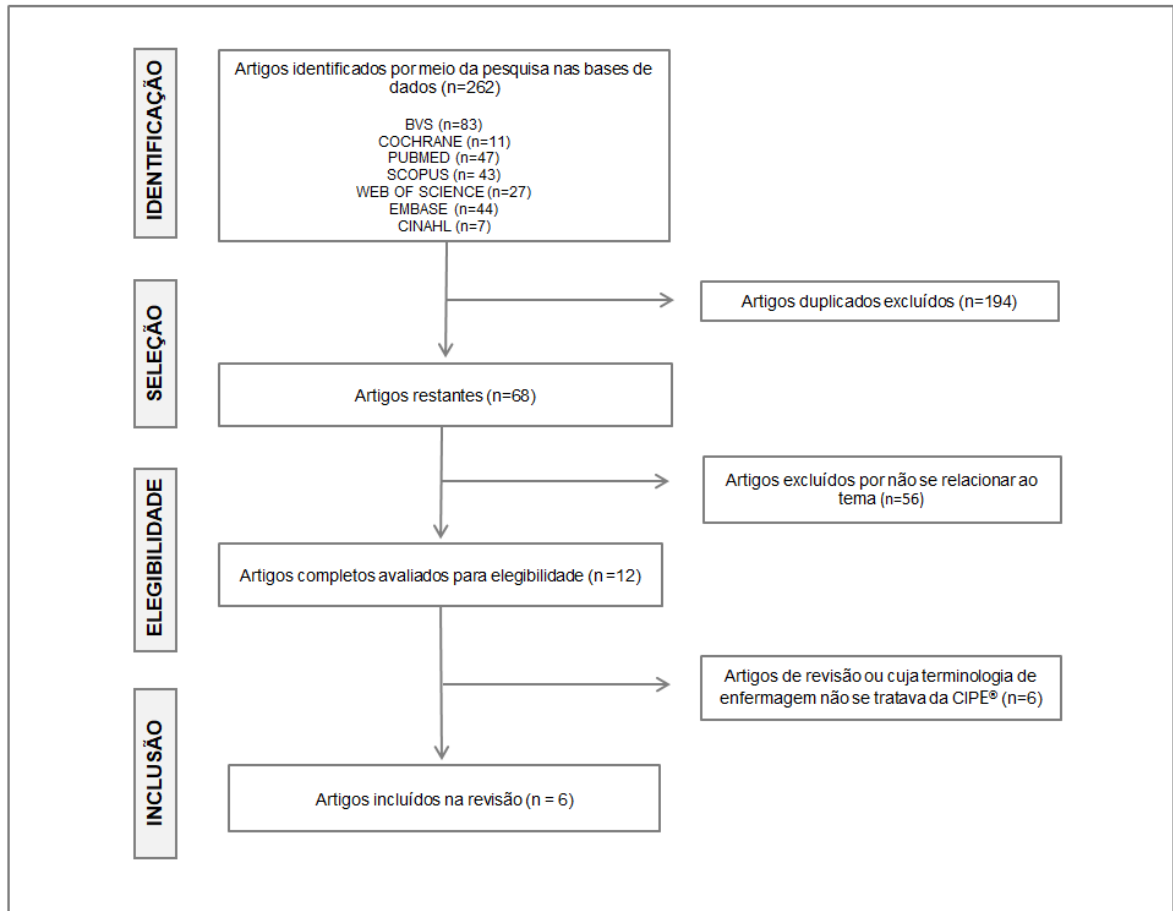 IDENTIFICAÇÃO
Artigos identificados por meio da pesquisa nas bases de
dados (n=262)
BVS (n=83)
COCHRANE (n=11)
PUBMED (n=47)
SCOPUS (n= 43)
WEB OF SCIENCE (n=27)
EMBASE (n=44)
CINAHL (n=7)
SELEÇÃO
Artigos duplicados excluídos (n=194)
Artigos restantes (n=68)
ELEGIBILIDADE
Artigos excluídos por não se relacionar ao
tema (n=56)
Artigos completos avaliados para elegibilidade (n =12)
Artigos de revisão ou cuja terminologia de
enfermagem não se tratava da CIPE® (n=6)
INCLUSÃO
Artigos incluídos na revisão (n = 6)